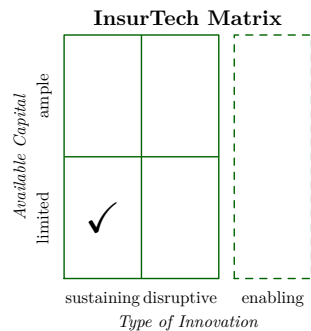 InsurTech Matrix
Available Capital
ample
limited
sustaining disruptive enabling
Type of Innovation